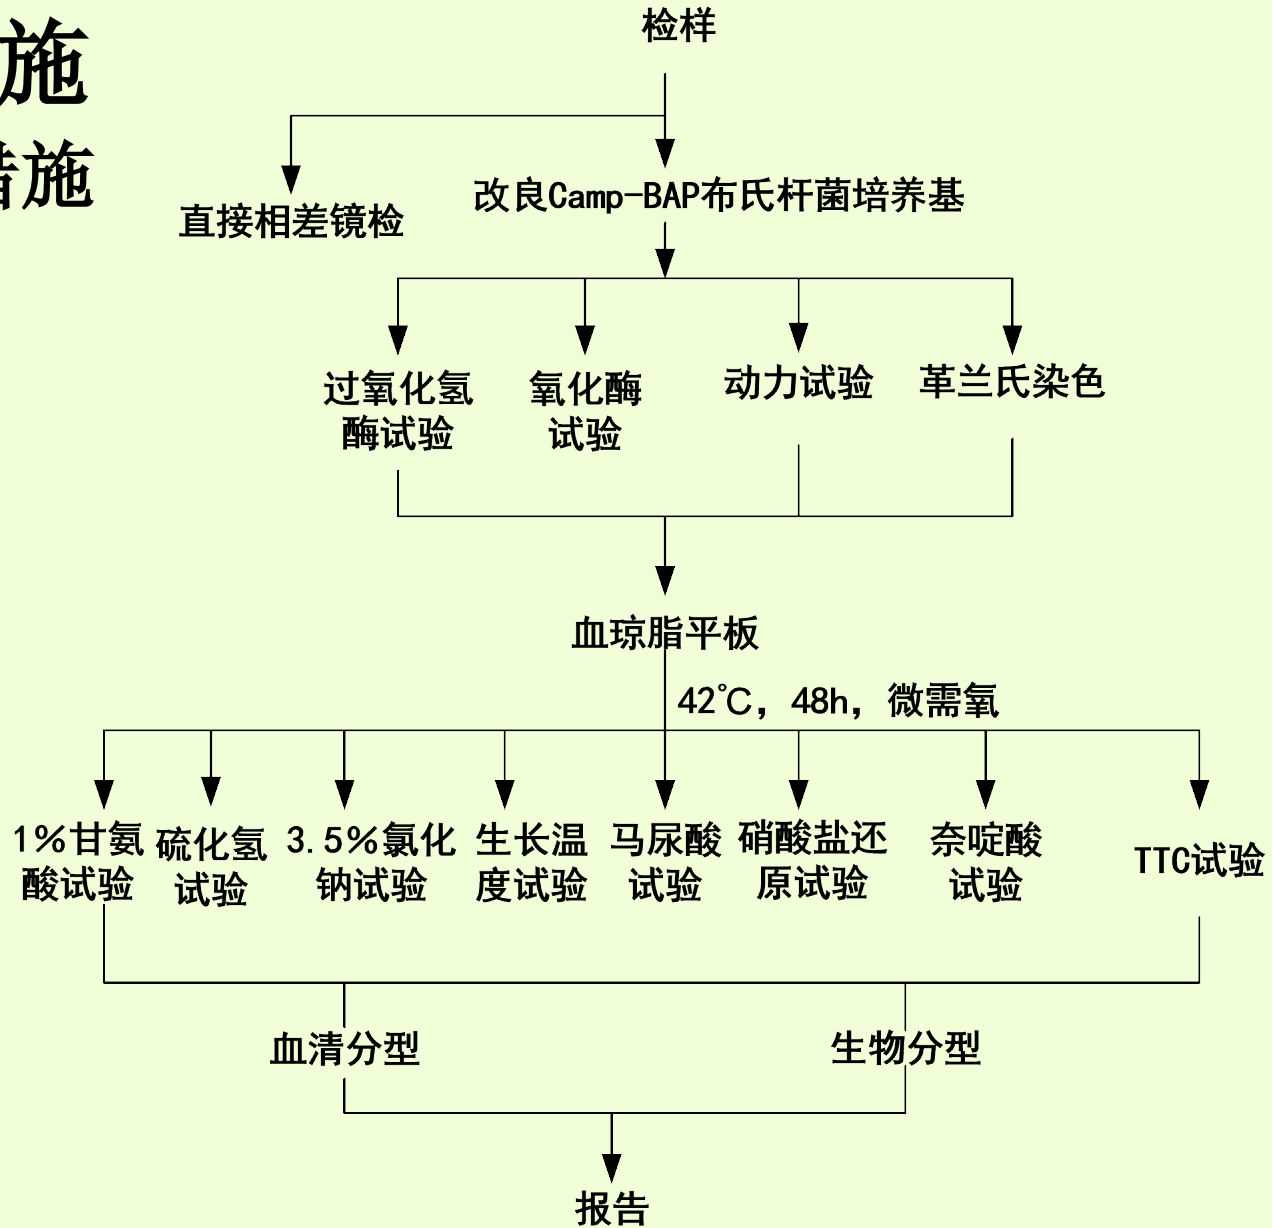 施
措施
检样
直接相差镜检
改良Camp-BAP布氏杆菌培养基
过氧化氢
酶试验
氧化酶
试验
动力试验
革兰氏染色
血琼脂平板
42℃，48h，微需氧
1%甘氨
酸试验
硫化氢
试验
3.5%氯化
钠试验
生长温
度试验
马尿酸
试验
硝酸盐还
原试验
奈啶酸
试验
TTC试验
血清分型
生物分型
报告